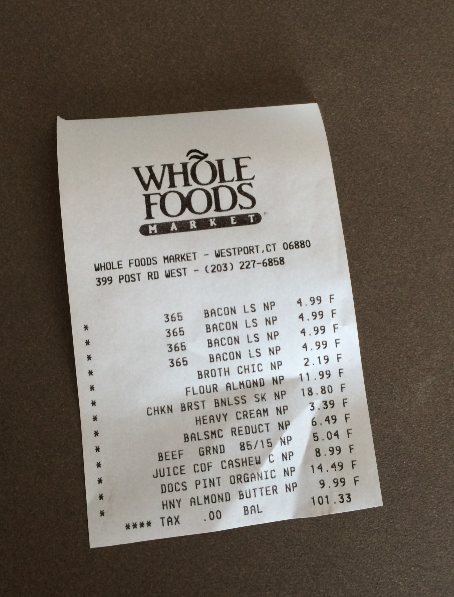 WHOLE
FOODS
MARKET
WHOLE FOODS MARKET - WESTPORT,CT 06880
399 POST RD WEST - (203) 227-6858
* 365 BACON LS NP 4.99 F
* 365 BACON LS NP 4.99 F
* 365 BACON LS NP 4.99 F
* 365 BACON LS NP 4.99 F
* BROTH CHIC NP 2.19 F
* FLOUR ALMOND NP 11.99 F
* CHKN BRST BNLSS SK NP 18.80 F
* HEAVY CREAM NP 3.39 F
* BALSMC REDUCT NP 6.49 F
* BEEF GRND 85/15 NP 5.04 F
* JUICE COF CASHEW C NP 8.99 F
* DOCS PINT ORGANIC NP 14.49 F
* HNY ALMOND BUTTER NP 9.99 F
**** TAX .00 BAL 101.33